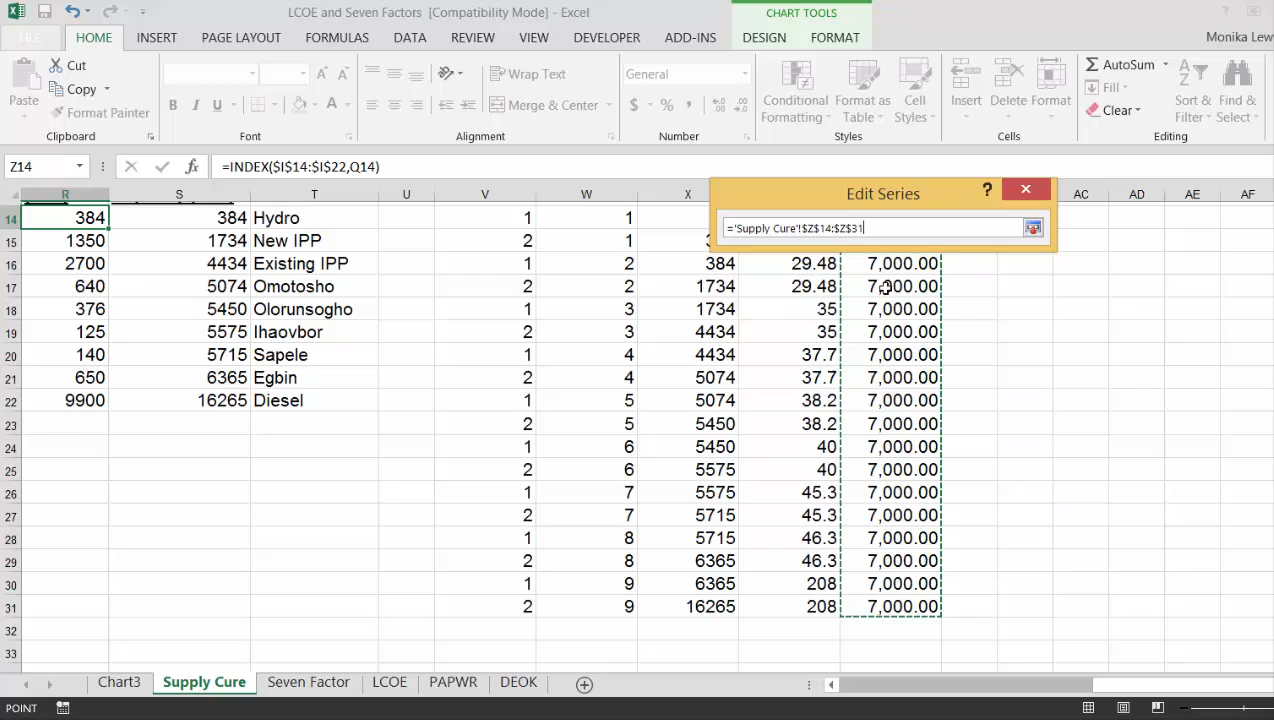 LCOE and Seven Factors [Compatibility Mode] - Excel
CHART TOOLS
FILE HOME INSERT PAGE LAYOUT FORMULAS DATA REVIEW VIEW DEVELOPER ADD-INS DESIGN FORMAT Monika Lew
Cut
Copy
Format Painter
Paste
B I U A
Wrap Text
Merge & Center
General
$ % ,
Conditional Formatting
Format as Table
Cell Styles
Insert Delete Format
AutoSum
Fill
Clear
Sort & Filter
Find & Select
Clipboard Font Alignment Number Styles Cells Editing
Z14 fx =INDEX($I$14:$I$22,Q14)
Edit Series ?
='Supply Cure'!$Z$14:$Z$31
R S T U V W X AC AD AE AF
14 384 384 Hydro 1 1
15 1350 1734 New IPP 2 1
16 2700 4434 Existing IPP 1 2 384 29.48 7,000.00
17 640 5074 Omotosho 2 2 1734 29.48 7,000.00
18 376 5450 Olorunsogho 1 3 1734 35 7,000.00
19 125 5575 Ihaovbor 2 3 4434 35 7,000.00
20 140 5715 Sapele 1 4 4434 37.7 7,000.00
21 650 6365 Egbin 2 4 5074 37.7 7,000.00
22 9900 16265 Diesel 1 5 5074 38.2 7,000.00
23 2 5 5450 38.2 7,000.00
24 1 6 5450 40 7,000.00
25 2 6 5575 40 7,000.00
26 1 7 5575 45.3 7,000.00
27 2 7 5715 45.3 7,000.00
28 1 8 5715 46.3 7,000.00
29 2 8 6365 46.3 7,000.00
30 1 9 6365 208 7,000.00
31 2 9 16265 208 7,000.00
32
33
Chart3 Supply Cure Seven Factor LCOE PAPWR DEOK
POINT